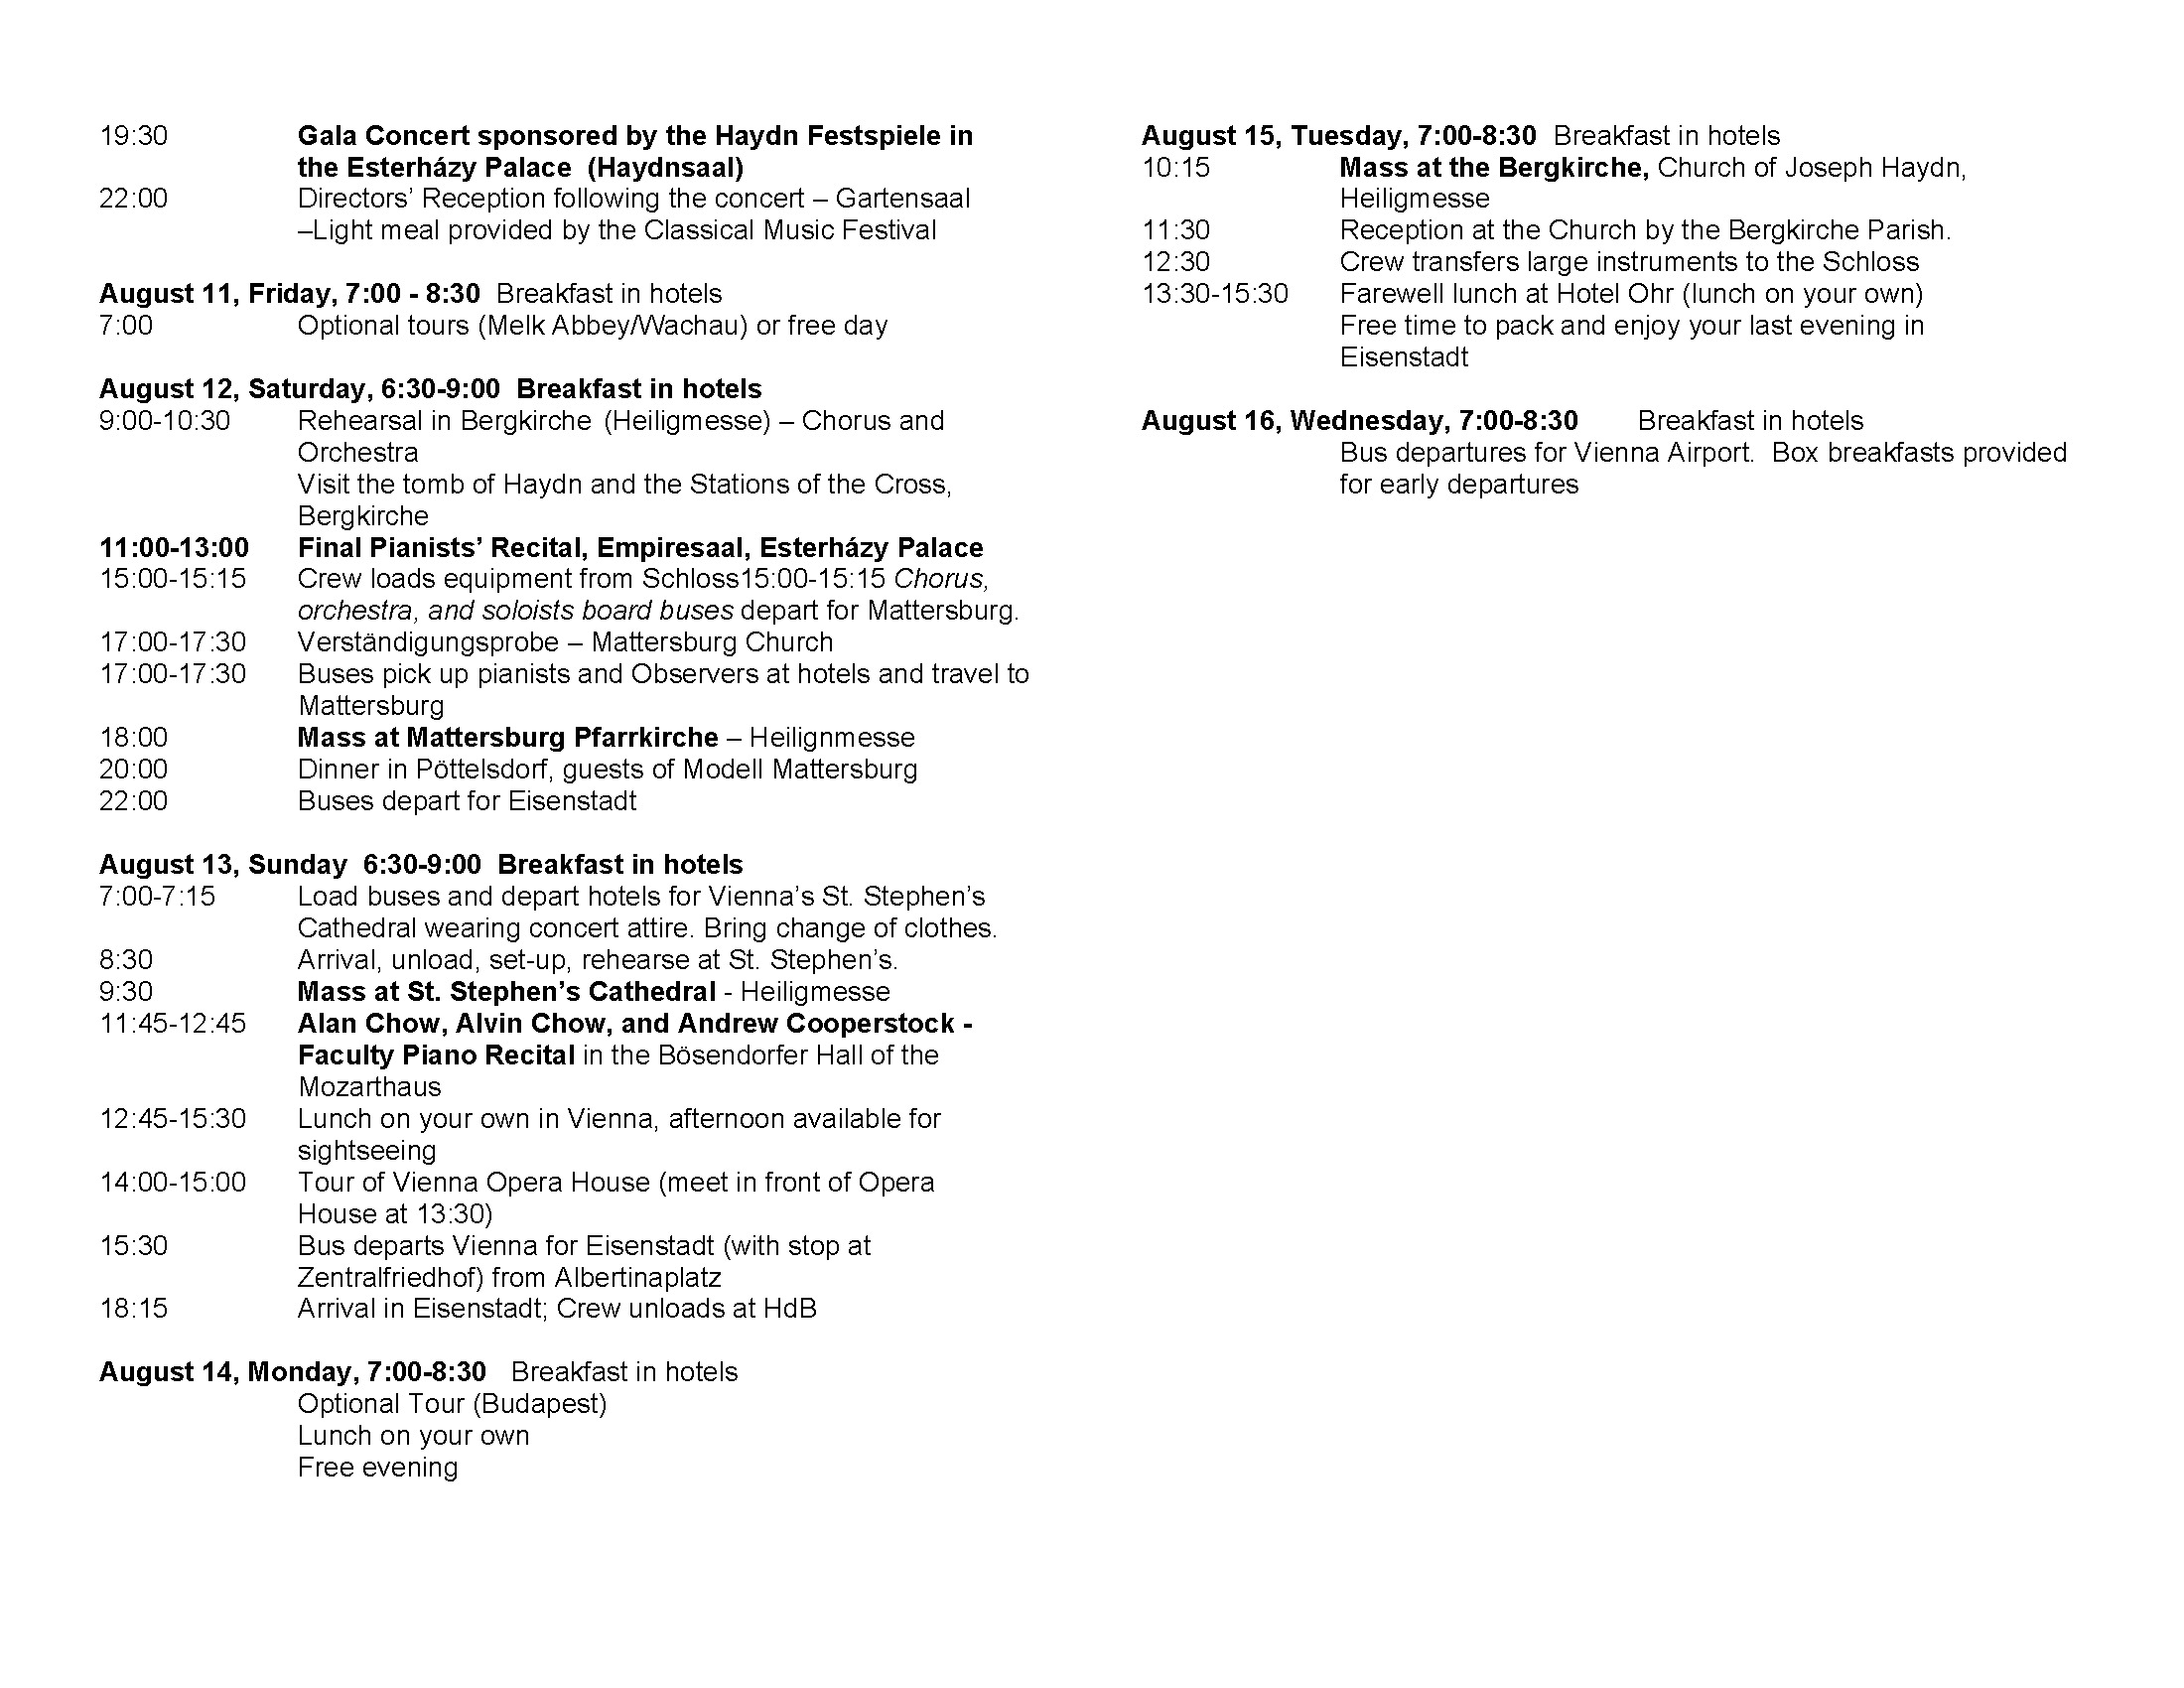 19:30 Gala Concert sponsored by the Haydn Festspiele in
the Esterházy Palace  (Haydnsaal)
22:00 Directors’ Reception following the concert – Gartensaal
–Light meal provided by the Classical Music Festival
August 11, Friday, 7:00 - 8:30  Breakfast in hotels
7:00 Optional tours (Melk Abbey/Wachau) or free day
August 12, Saturday, 6:30-9:00  Breakfast in hotels
9:00-10:30 Rehearsal in Bergkirche (Heiligmesse) – Chorus and
Orchestra
Visit the tomb of Haydn and the Stations of the Cross,
Bergkirche
11:00-13:00 Final Pianists’ Recital, Empiresaal, Esterházy Palace
15:00-15:15 Crew loads equipment from Schloss15:00-15:15 Chorus,
orchestra, and soloists board buses depart for Mattersburg.
17:00-17:30 Verständigungsprobe – Mattersburg Church
17:00-17:30 Buses pick up pianists and Observers at hotels and travel to
Mattersburg
18:00 Mass at Mattersburg Pfarrkirche – Heilignmesse
20:00 Dinner in Pöttelsdorf, guests of Modell Mattersburg
22:00 Buses depart for Eisenstadt
August 13, Sunday  6:30-9:00  Breakfast in hotels
7:00-7:15 Load buses and depart hotels for Vienna’s St. Stephen’s
Cathedral wearing concert attire. Bring change of clothes.
8:30 Arrival, unload, set-up, rehearse at St. Stephen’s.
9:30 Mass at St. Stephen’s Cathedral - Heiligmesse
11:45-12:45 Alan Chow, Alvin Chow, and Andrew Cooperstock -
Faculty Piano Recital in the Bösendorfer Hall of the
Mozarthaus
12:45-15:30 Lunch on your own in Vienna, afternoon available for
sightseeing
14:00-15:00 Tour of Vienna Opera House (meet in front of Opera
House at 13:30)
15:30 Bus departs Vienna for Eisenstadt (with stop at
Zentralfriedhof) from Albertinaplatz
18:15 Arrival in Eisenstadt; Crew unloads at HdB
August 14, Monday, 7:00-8:30 Breakfast in hotels
Optional Tour (Budapest)
Lunch on your own
Free evening
August 15, Tuesday, 7:00-8:30  Breakfast in hotels
10:15 Mass at the Bergkirche, Church of Joseph Haydn,
Heiligmesse
11:30 Reception at the Church by the Bergkirche Parish.
12:30 Crew transfers large instruments to the Schloss
13:30-15:30 Farewell lunch at Hotel Ohr (lunch on your own)
Free time to pack and enjoy your last evening in
Eisenstadt
August 16, Wednesday, 7:00-8:30 Breakfast in hotels
Bus departures for Vienna Airport.  Box breakfasts provided
for early departures